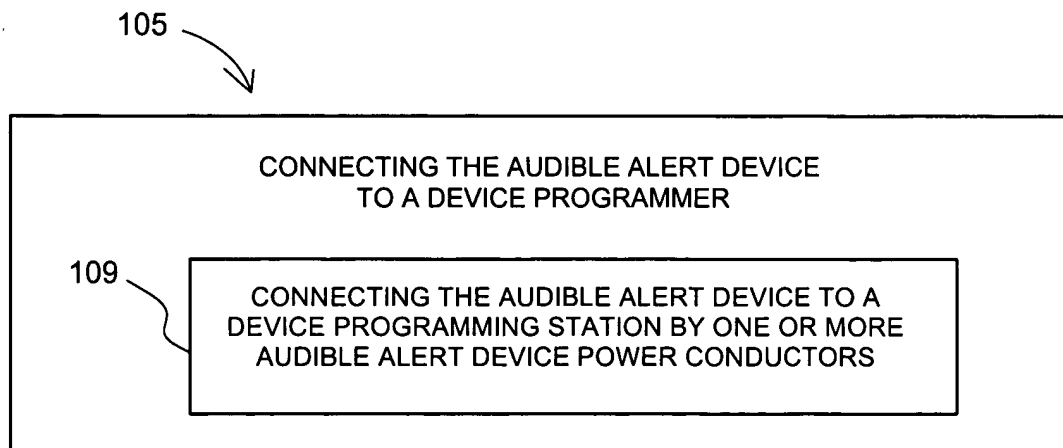 105
CONNECTING THE AUDIBLE ALERT DEVICE
TO A DEVICE PROGRAMMER
109
CONNECTING THE AUDIBLE ALERT DEVICE TO A
DEVICE PROGRAMMING STATION BY ONE OR MORE
AUDIBLE ALERT DEVICE POWER CONDUCTORS